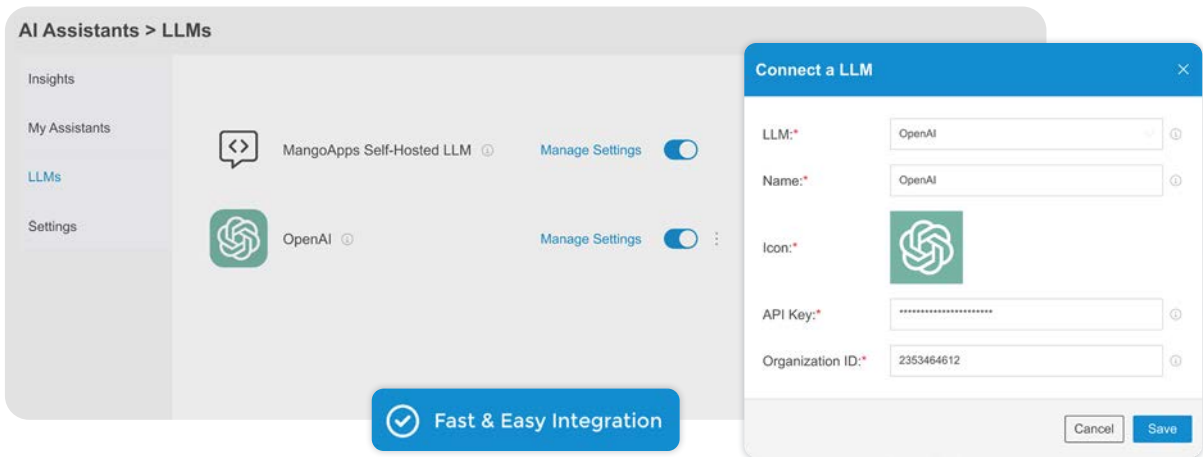 AI Assistants > LLMs
Insights
My Assistants
LLMs
Settings
MangoApps Self-Hosted LLM
Manage Settings
OpenAI
Manage Settings
Fast & Easy Integration
Connect a LLM
LLM:*
OpenAI
Name:*
OpenAI
Icon:*
API Key:*
***********************
Organization ID:*
2353464612
Cancel
Save